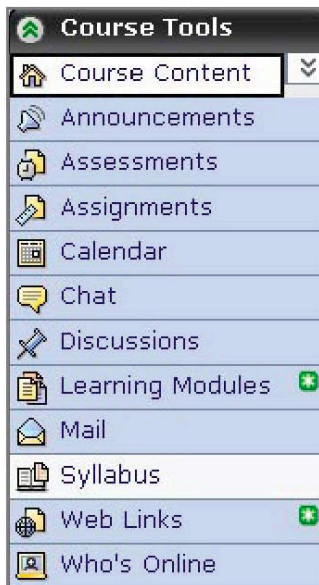 Course Tools
Course Content
Announcements
Assessments
Assignments
Calendar
Chat
Discussions
Learning Modules
Mail
Syllabus
Web Links
Who's Online